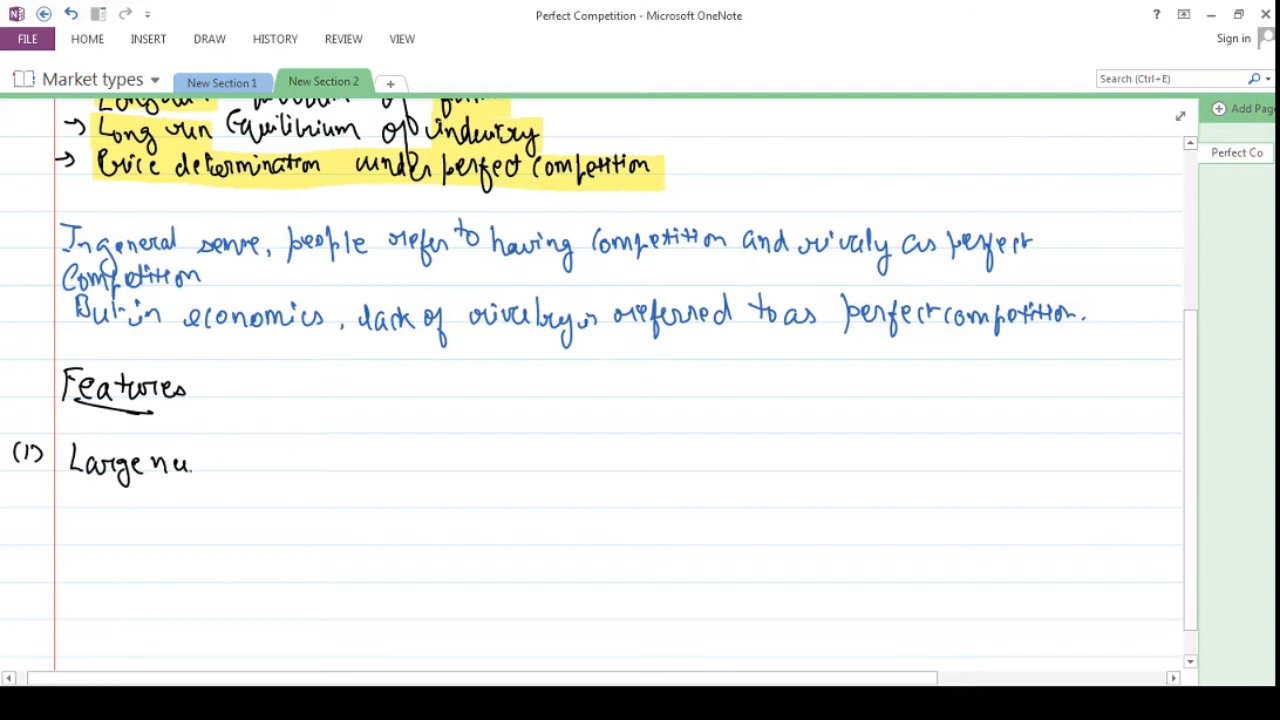 Perfect Competition - Microsoft OneNote
?
Sign in
FILE HOME INSERT DRAW HISTORY REVIEW VIEW
Market types New Section 1 New Section 2 +
Search (Ctrl+E)
Add Page
Perfect Co
→ Long run Equilibrium of industry
→ Price determination under perfect competition
In general sense, people refer to having competition and rivaly as perfect
Competition
But in economics, lack of rivalry is referred to as perfect competition.
Features
(1) Large nu